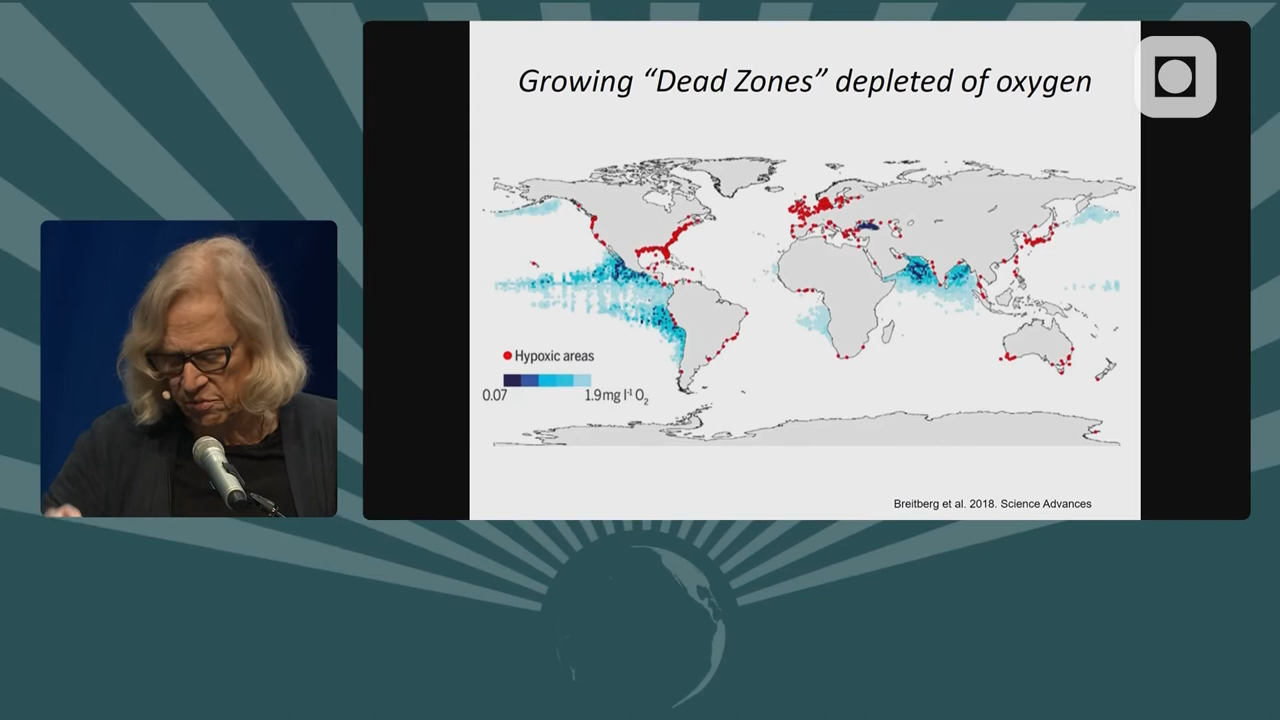 Growing “Dead Zones” depleted of oxygen
Hypoxic areas
0.07 1.9 mg l⁻¹ O₂
Breitberg et al. 2018. Science Advances